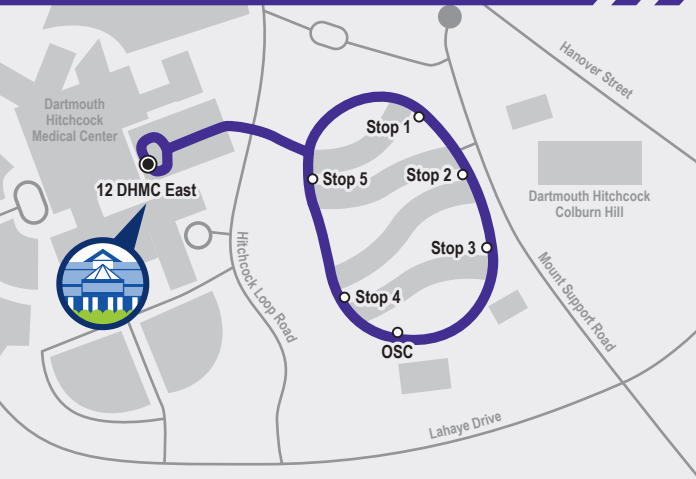 Hanover Street
Dartmouth
Hitchcock
Medical Center
Stop 1
12 DHMC East
Stop 5
Stop 2
Dartmouth Hitchcock
Colburn Hill
Stop 3
Hitchcock Loop Road
Mount Support Road
Stop 4
OSC
Lahaye Drive